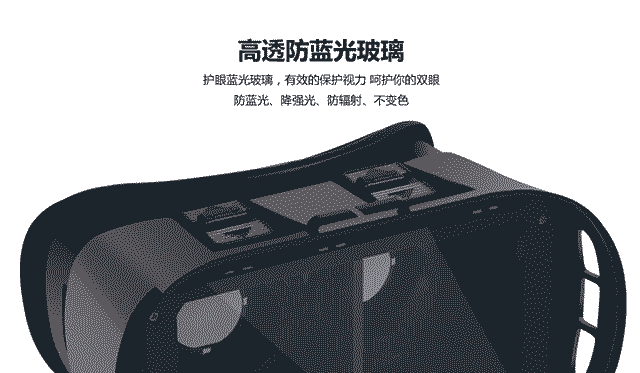 高透防蓝光玻璃
护眼蓝光玻璃，有效的保护视力 呵护你的双眼
防蓝光、降强光、防辐射、不变色